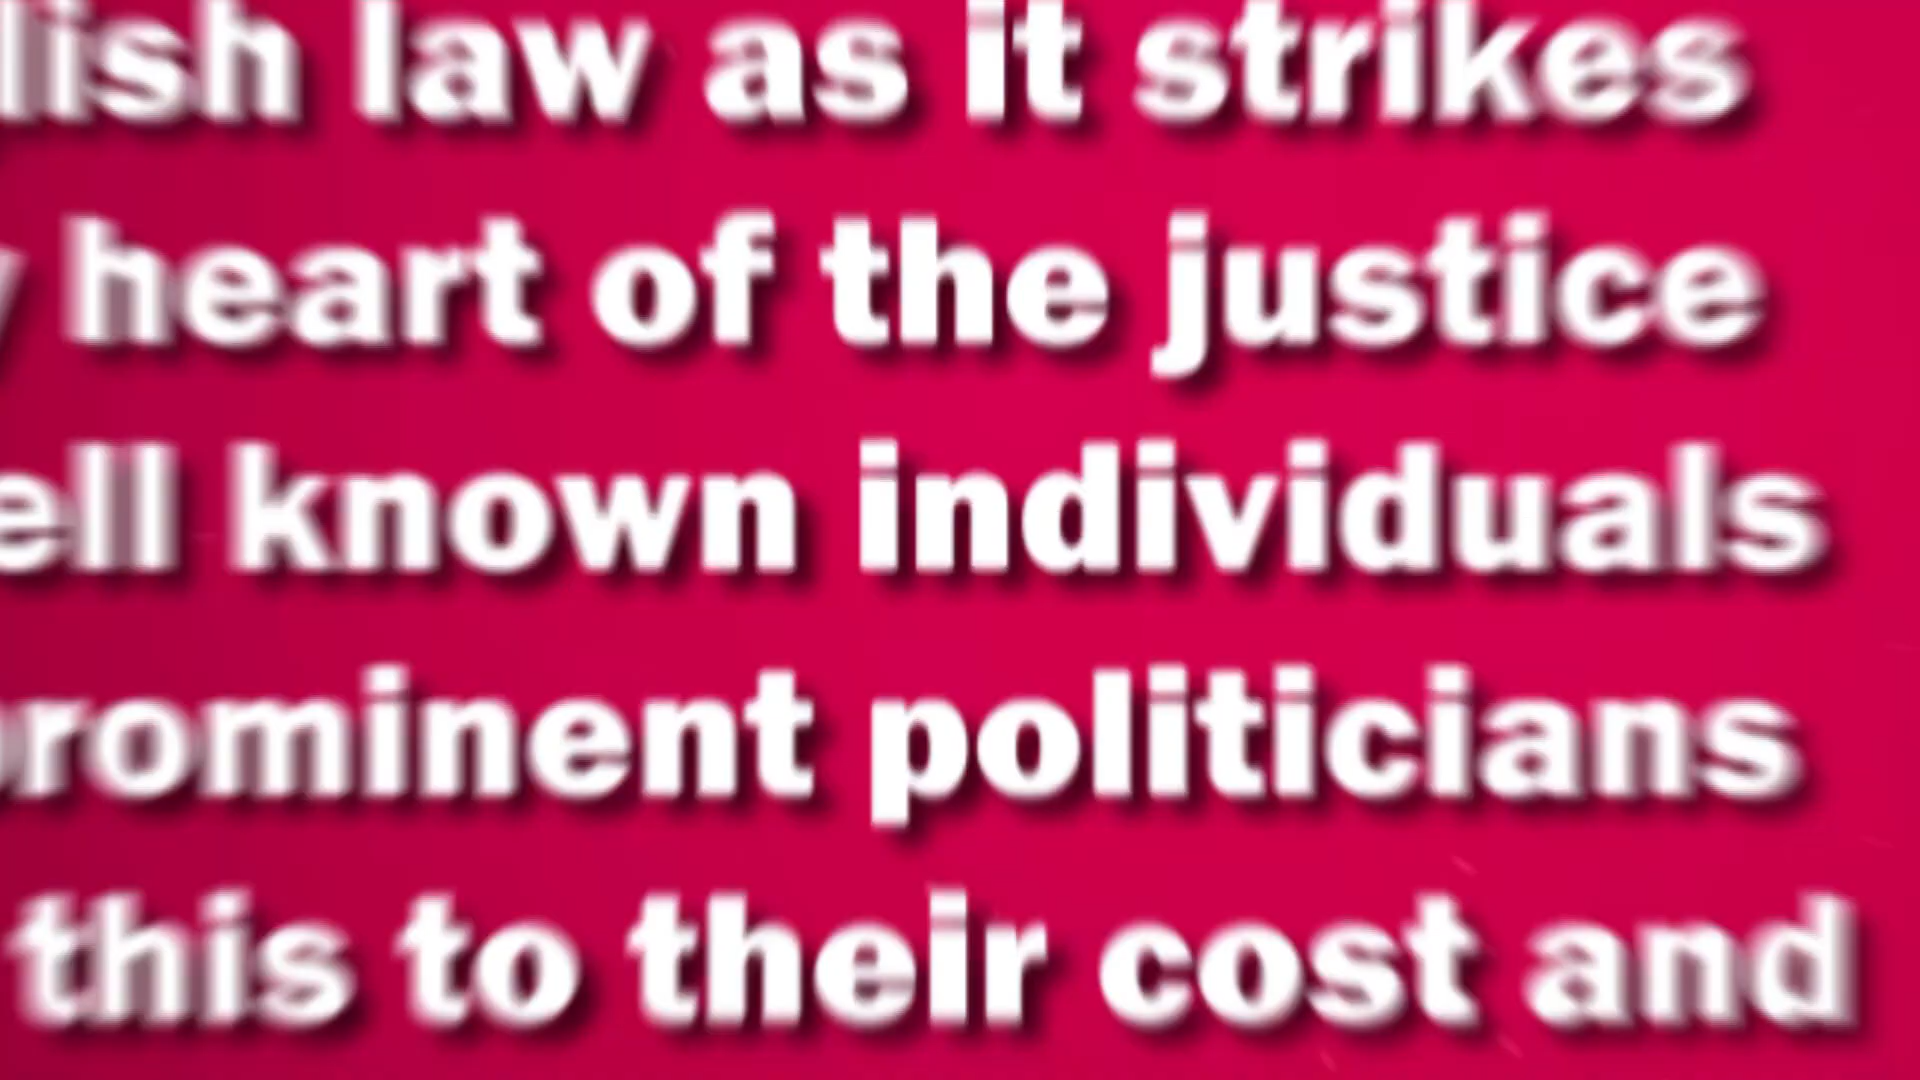 lish law as it strikes
heart of the justice
ell known individuals
rominent politicians
this to their cost and